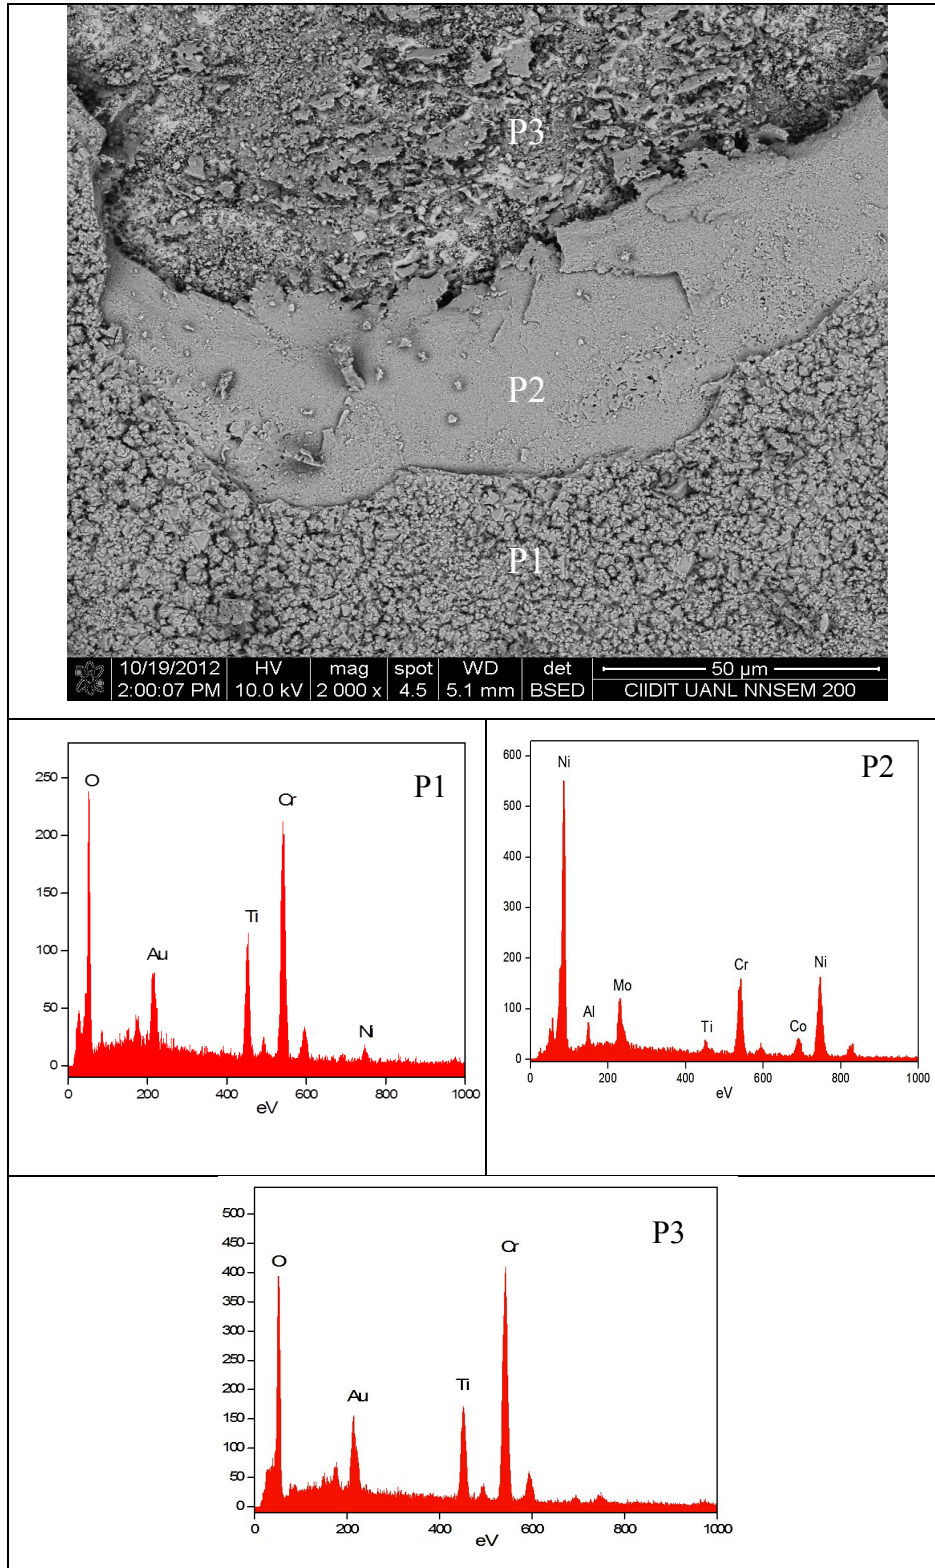 P3
P2
P1
10/19/2012 HV mag spot WD det 50 µm
2:00:07 PM 10.0 kV 2 000 x 4.5 5.1 mm BSED CIIDIT UANL NNSEM 200
P1
250
200
150
100
50
0
O
Au
Ti
Cr
Ni
0 200 400 600 800 1000
eV
P2
600
500
400
300
200
100
0
Ni
Al
Mo
Ti
Cr
Co
Ni
0 200 400 600 800 1000
eV
P3
500
450
400
350
300
250
200
150
100
50
0
O
Au
Ti
Cr
0 200 400 600 800 1000
eV